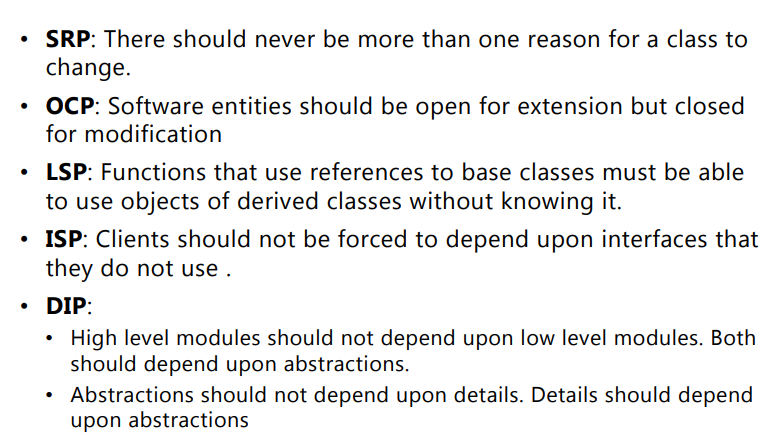 • SRP: There should never be more than one reason for a class to
change.
• OCP: Software entities should be open for extension but closed
for modification
• LSP: Functions that use references to base classes must be able
to use objects of derived classes without knowing it.
• ISP: Clients should not be forced to depend upon interfaces that
they do not use .
• DIP:
• High level modules should not depend upon low level modules. Both
should depend upon abstractions.
• Abstractions should not depend upon details. Details should depend
upon abstractions